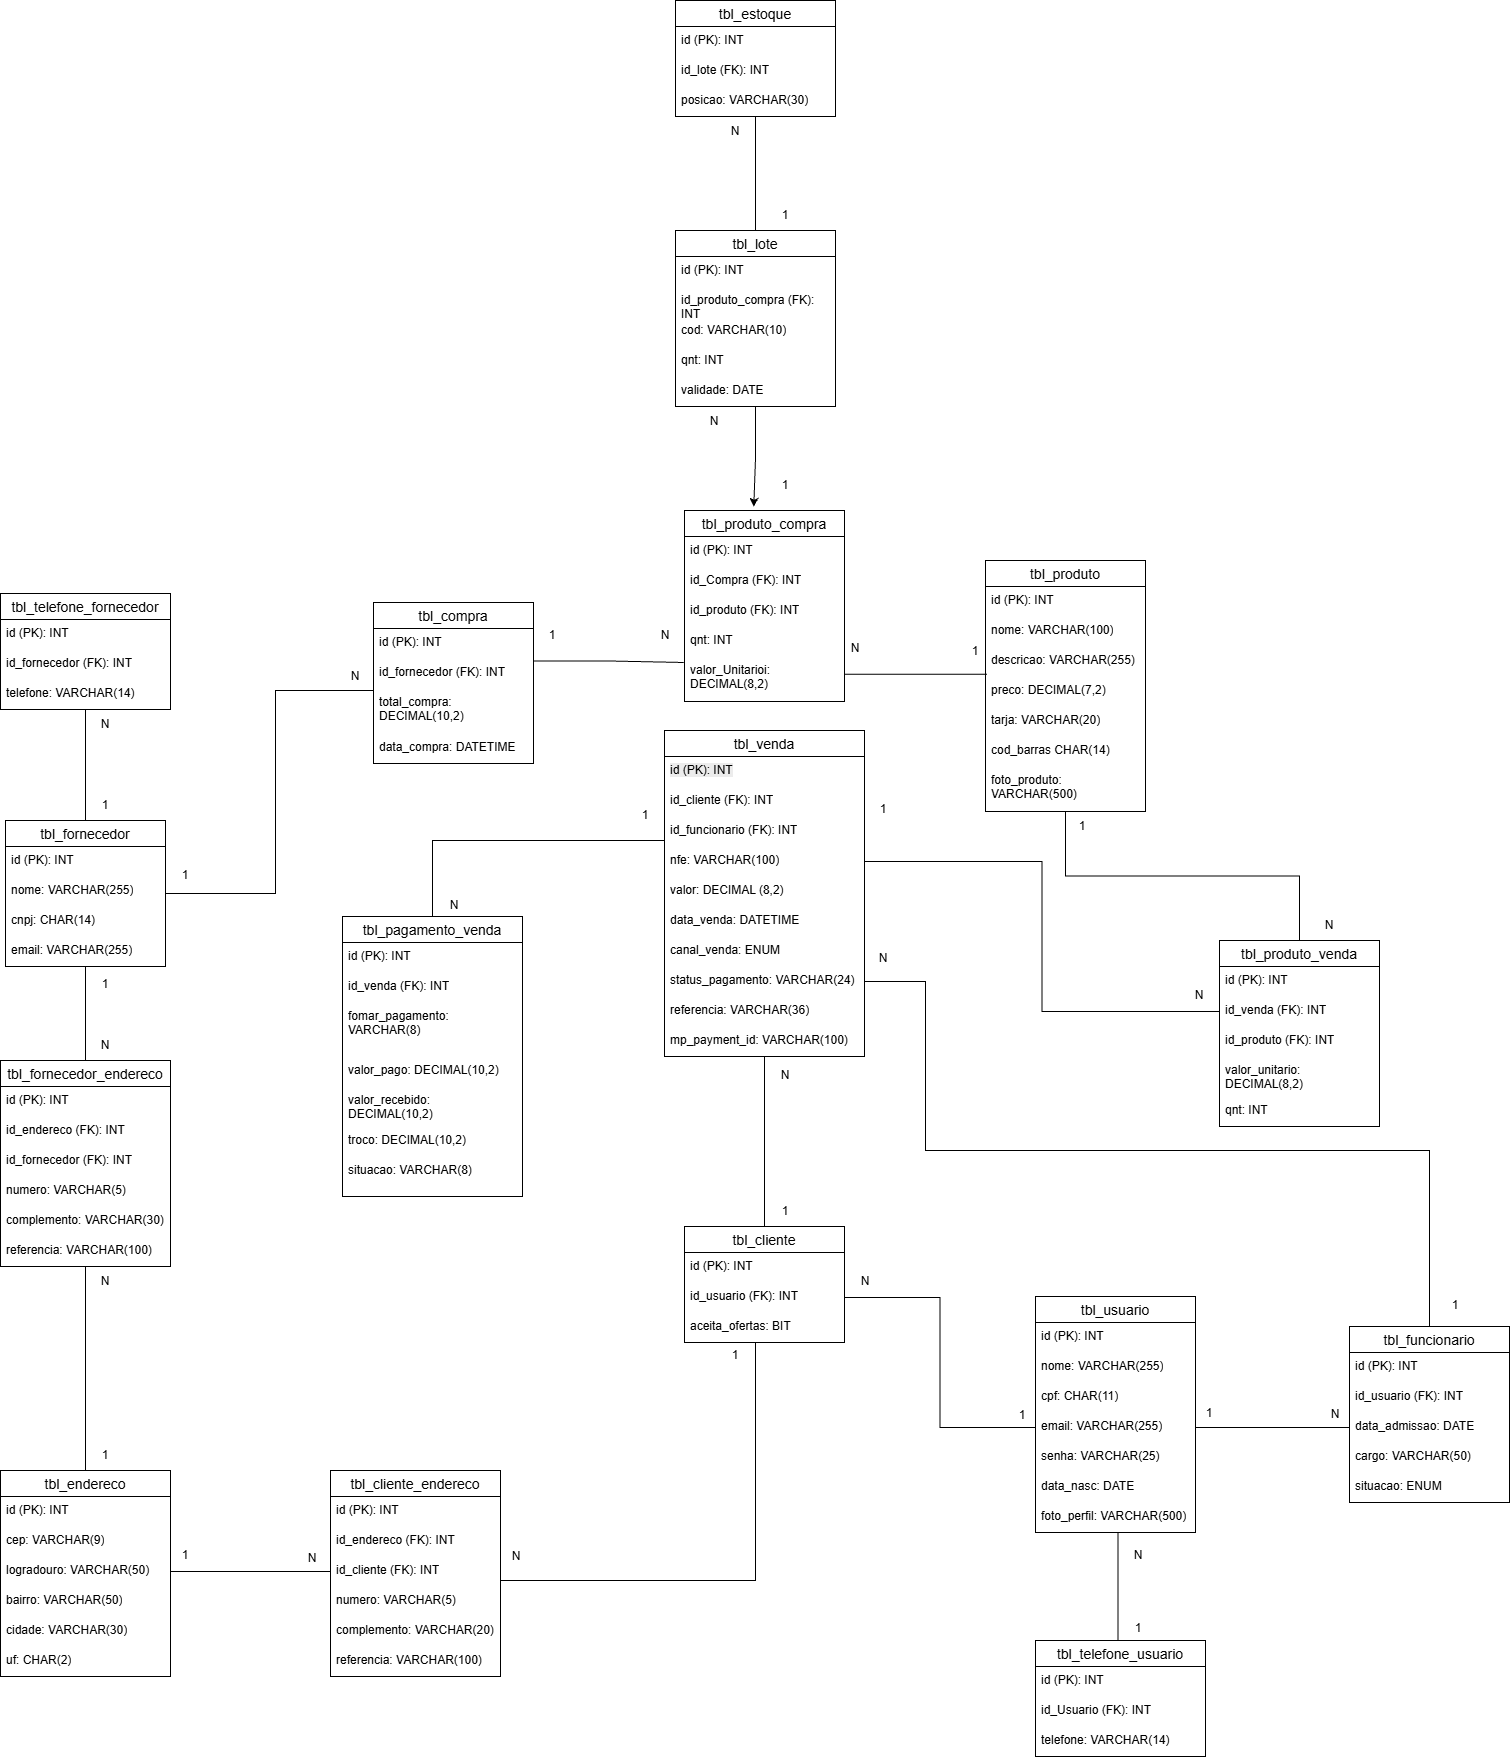 tbl_estoque
id (PK): INT
id_lote (FK): INT
posicao: VARCHAR(30)
N
1
tbl_lote
id (PK): INT
id_produto_compra (FK):
INT
cod: VARCHAR(10)
qnt: INT
validade: DATE
N
1
tbl_produto_compra
id (PK): INT
id_Compra (FK): INT
id_produto (FK): INT
qnt: INT
valor_Unitarioi:
DECIMAL(8,2)
N
1
tbl_produto
id (PK): INT
nome: VARCHAR(100)
descricao: VARCHAR(255)
preco: DECIMAL(7,2)
tarja: VARCHAR(20)
cod_barras CHAR(14)
foto_produto:
VARCHAR(500)
1
N
tbl_compra
id (PK): INT
id_fornecedor (FK): INT
total_compra:
DECIMAL(10,2)
data_compra: DATETIME
1
N
tbl_telefone_fornecedor
id (PK): INT
id_fornecedor (FK): INT
telefone: VARCHAR(14)
N
1
tbl_fornecedor
id (PK): INT
nome: VARCHAR(255)
cnpj: CHAR(14)
email: VARCHAR(255)
1
N
1
tbl_venda
id (PK): INT
id_cliente (FK): INT
id_funcionario (FK): INT
nfe: VARCHAR(100)
valor: DECIMAL (8,2)
data_venda: DATETIME
canal_venda: ENUM
status_pagamento: VARCHAR(24)
referencia: VARCHAR(36)
mp_payment_id: VARCHAR(100)
1
1
N
N
N
tbl_pagamento_venda
id (PK): INT
id_venda (FK): INT
fomar_pagamento:
VARCHAR(8)
valor_pago: DECIMAL(10,2)
valor_recebido:
DECIMAL(10,2)
troco: DECIMAL(10,2)
situacao: VARCHAR(8)
N
N
tbl_produto_venda
id (PK): INT
id_venda (FK): INT
id_produto (FK): INT
valor_unitario:
DECIMAL(8,2)
qnt: INT
tbl_fornecedor_endereco
id (PK): INT
id_endereco (FK): INT
id_fornecedor (FK): INT
numero: VARCHAR(5)
complemento: VARCHAR(30)
referencia: VARCHAR(100)
N
1
1
tbl_cliente
id (PK): INT
id_usuario (FK): INT
aceita_ofertas: BIT
N
1
1
tbl_usuario
id (PK): INT
nome: VARCHAR(255)
cpf: CHAR(11)
email: VARCHAR(255)
senha: VARCHAR(25)
data_nasc: DATE
foto_perfil: VARCHAR(500)
1
N
1
tbl_funcionario
id (PK): INT
id_usuario (FK): INT
data_admissao: DATE
cargo: VARCHAR(50)
situacao: ENUM
tbl_endereco
id (PK): INT
cep: VARCHAR(9)
logradouro: VARCHAR(50)
bairro: VARCHAR(50)
cidade: VARCHAR(30)
uf: CHAR(2)
1
N
tbl_cliente_endereco
id (PK): INT
id_endereco (FK): INT
id_cliente (FK): INT
numero: VARCHAR(5)
complemento: VARCHAR(20)
referencia: VARCHAR(100)
N
N
1
tbl_telefone_usuario
id (PK): INT
id_Usuario (FK): INT
telefone: VARCHAR(14)